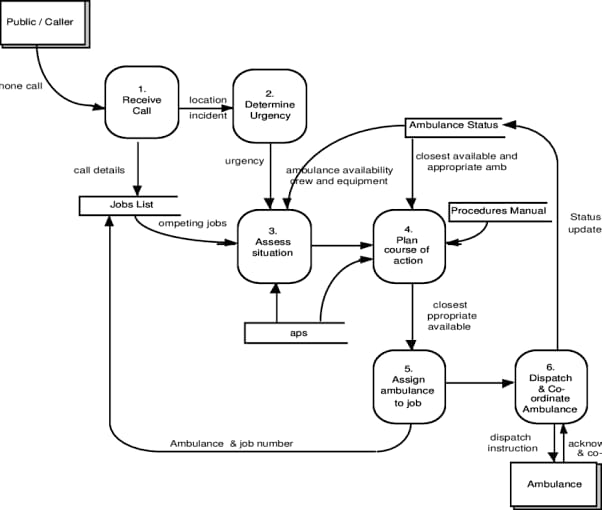 Public / Caller
hone call
1.
Receive
Call
location
incident
2.
Determine
Urgency
Ambulance Status
call details
urgency
ambulance availability
crew and equipment
closest available and
appropriate amb
Jobs List
ompeting jobs
3.
Assess
situation
4.
Plan
course of
action
Procedures Manual
Status
update
aps
closest
ppropriate
available
5.
Assign
ambulance
to job
6.
Dispatch
& Co-
ordinate
Ambulance
Ambulance & job number
dispatch
instruction
acknow
& co-
Ambulance